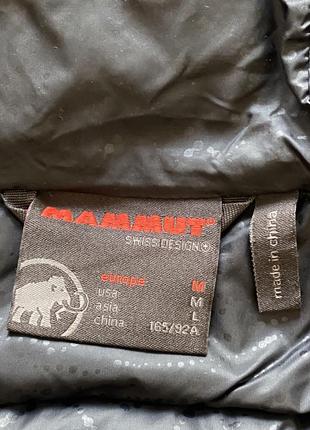 MAMMUT
SWISS DESIGN
europe M
usa M
asia L
china 165/92A
made in china